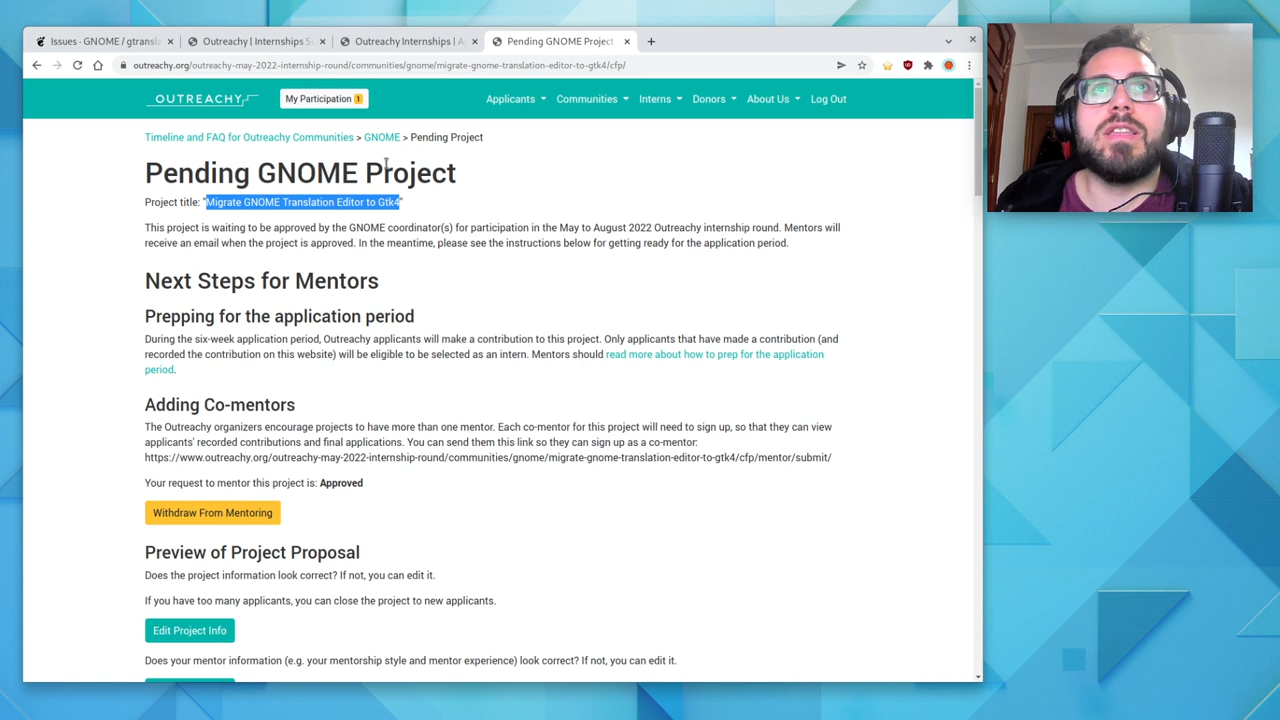 Issues · GNOME / gtransla
Outreachy | Internships S
Outreachy Internships | A
Pending GNOME Project
outreachy.org/outreachy-may-2022-internship-round/communities/gnome/migrate-gnome-translation-editor-to-gtk4/cfp/
OUTREACHY
My Participation 1
Applicants
Communities
Interns
Donors
About Us
Log Out
Timeline and FAQ for Outreachy Communities > GNOME > Pending Project
Pending GNOME Project
Project title: "Migrate GNOME Translation Editor to Gtk4"
This project is waiting to be approved by the GNOME coordinator(s) for participation in the May to August 2022 Outreachy internship round. Mentors will
receive an email when the project is approved. In the meantime, please see the instructions below for getting ready for the application period.
Next Steps for Mentors
Prepping for the application period
During the six-week application period, Outreachy applicants will make a contribution to this project. Only applicants that have made a contribution (and
recorded the contribution on this website) will be eligible to be selected as an intern. Mentors should read more about how to prep for the application
period.
Adding Co-mentors
The Outreachy organizers encourage projects to have more than one mentor. Each co-mentor for this project will need to sign up, so that they can view
applicants' recorded contributions and final applications. You can send them this link so they can sign up as a co-mentor:
https://www.outreachy.org/outreachy-may-2022-internship-round/communities/gnome/migrate-gnome-translation-editor-to-gtk4/cfp/mentor/submit/
Your request to mentor this project is: Approved
Withdraw From Mentoring
Preview of Project Proposal
Does the project information look correct? If not, you can edit it.
If you have too many applicants, you can close the project to new applicants.
Edit Project Info
Does your mentor information (e.g. your mentorship style and mentor experience) look correct? If not, you can edit it.